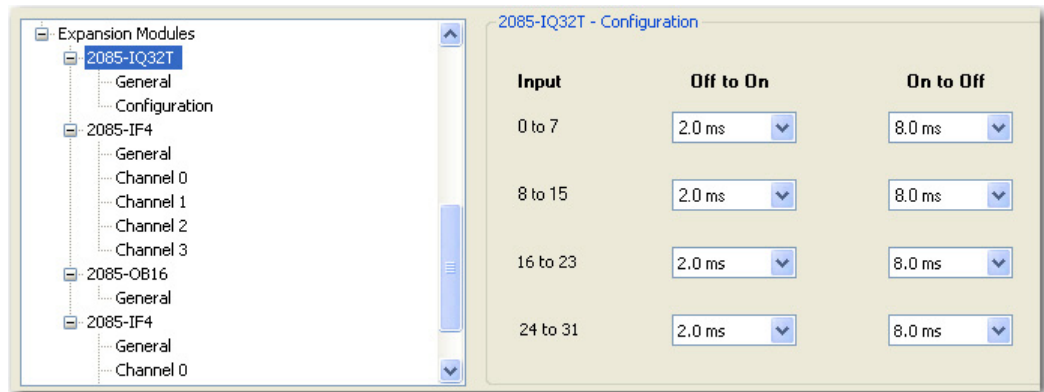 Expansion Modules
2085-IQ32T
General
Configuration
2085-IF4
General
Channel 0
Channel 1
Channel 2
Channel 3
2085-OB16
General
2085-IF4
General
Channel 0
2085-IQ32T - Configuration
Input Off to On On to Off
0 to 7 2.0 ms 8.0 ms
8 to 15 2.0 ms 8.0 ms
16 to 23 2.0 ms 8.0 ms
24 to 31 2.0 ms 8.0 ms